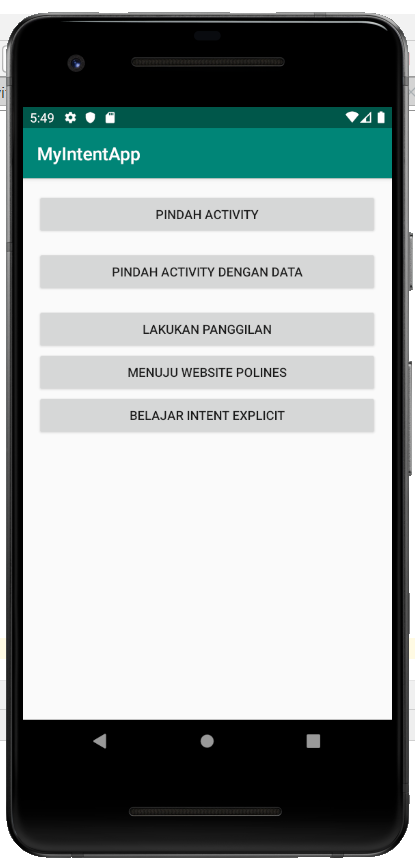 5:49
MyIntentApp
PINDAH ACTIVITY
PINDAH ACTIVITY DENGAN DATA
LAKUKAN PANGGILAN
MENUJU WEBSITE POLINES
BELAJAR INTENT EXPLICIT